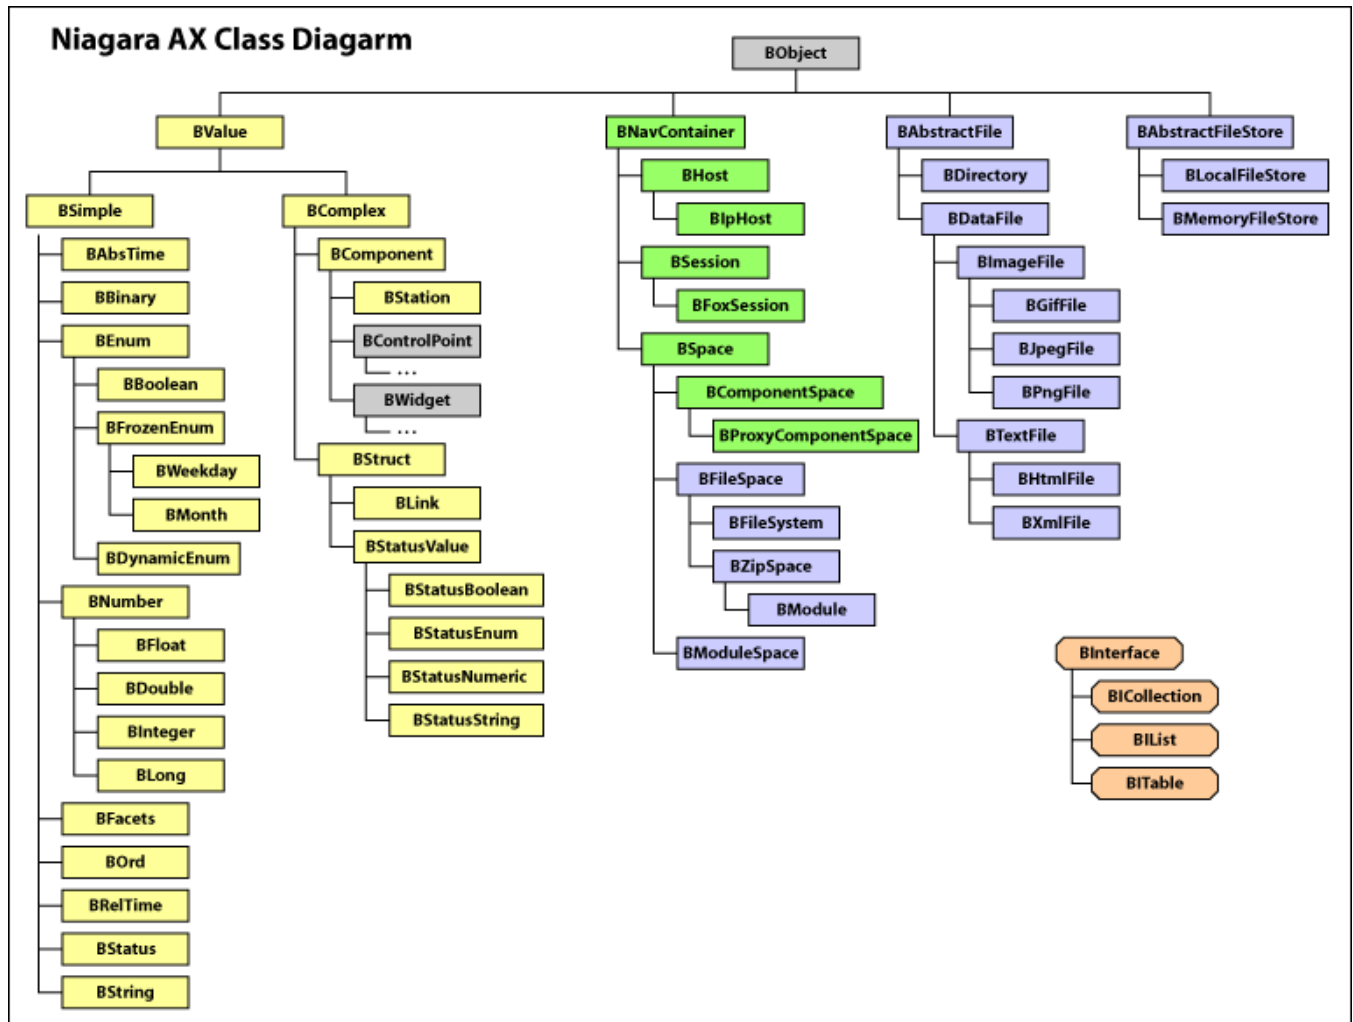 Niagara AX Class Diagarm
BObject
BValue
BNavContainer
BAbstractFile
BAbstractFileStore
BSimple
BAbsTime
BBinary
BEnum
BBoolean
BFrozenEnum
BWeekday
BMonth
BDynamicEnum
BNumber
BFloat
BDouble
BInteger
BLong
BFacets
BOrd
BRelTime
BStatus
BString
BComplex
BComponent
BStation
BControlPoint
...
BWidget
...
BStruct
BLink
BStatusValue
BStatusBoolean
BStatusEnum
BStatusNumeric
BStatusString
BHost
BIpHost
BSession
BFoxSession
BSpace
BComponentSpace
BProxyComponentSpace
BFileSpace
BFileSystem
BZipSpace
BModule
BModuleSpace
BDirectory
BDataFile
BImageFile
BGifFile
BJpegFile
BPngFile
BTextFile
BHtmlFile
BXmlFile
BLocalFileStore
BMemoryFileStore
BInterface
BICollection
BIList
BITable